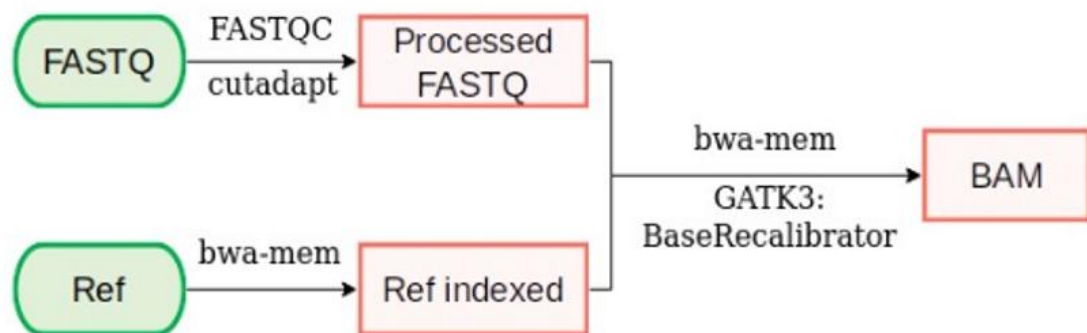 FASTQ
FASTQC
cutadapt
Processed
FASTQ
bwa-mem
GATK3:
BaseRecalibrator
BAM
Ref
bwa-mem
Ref indexed